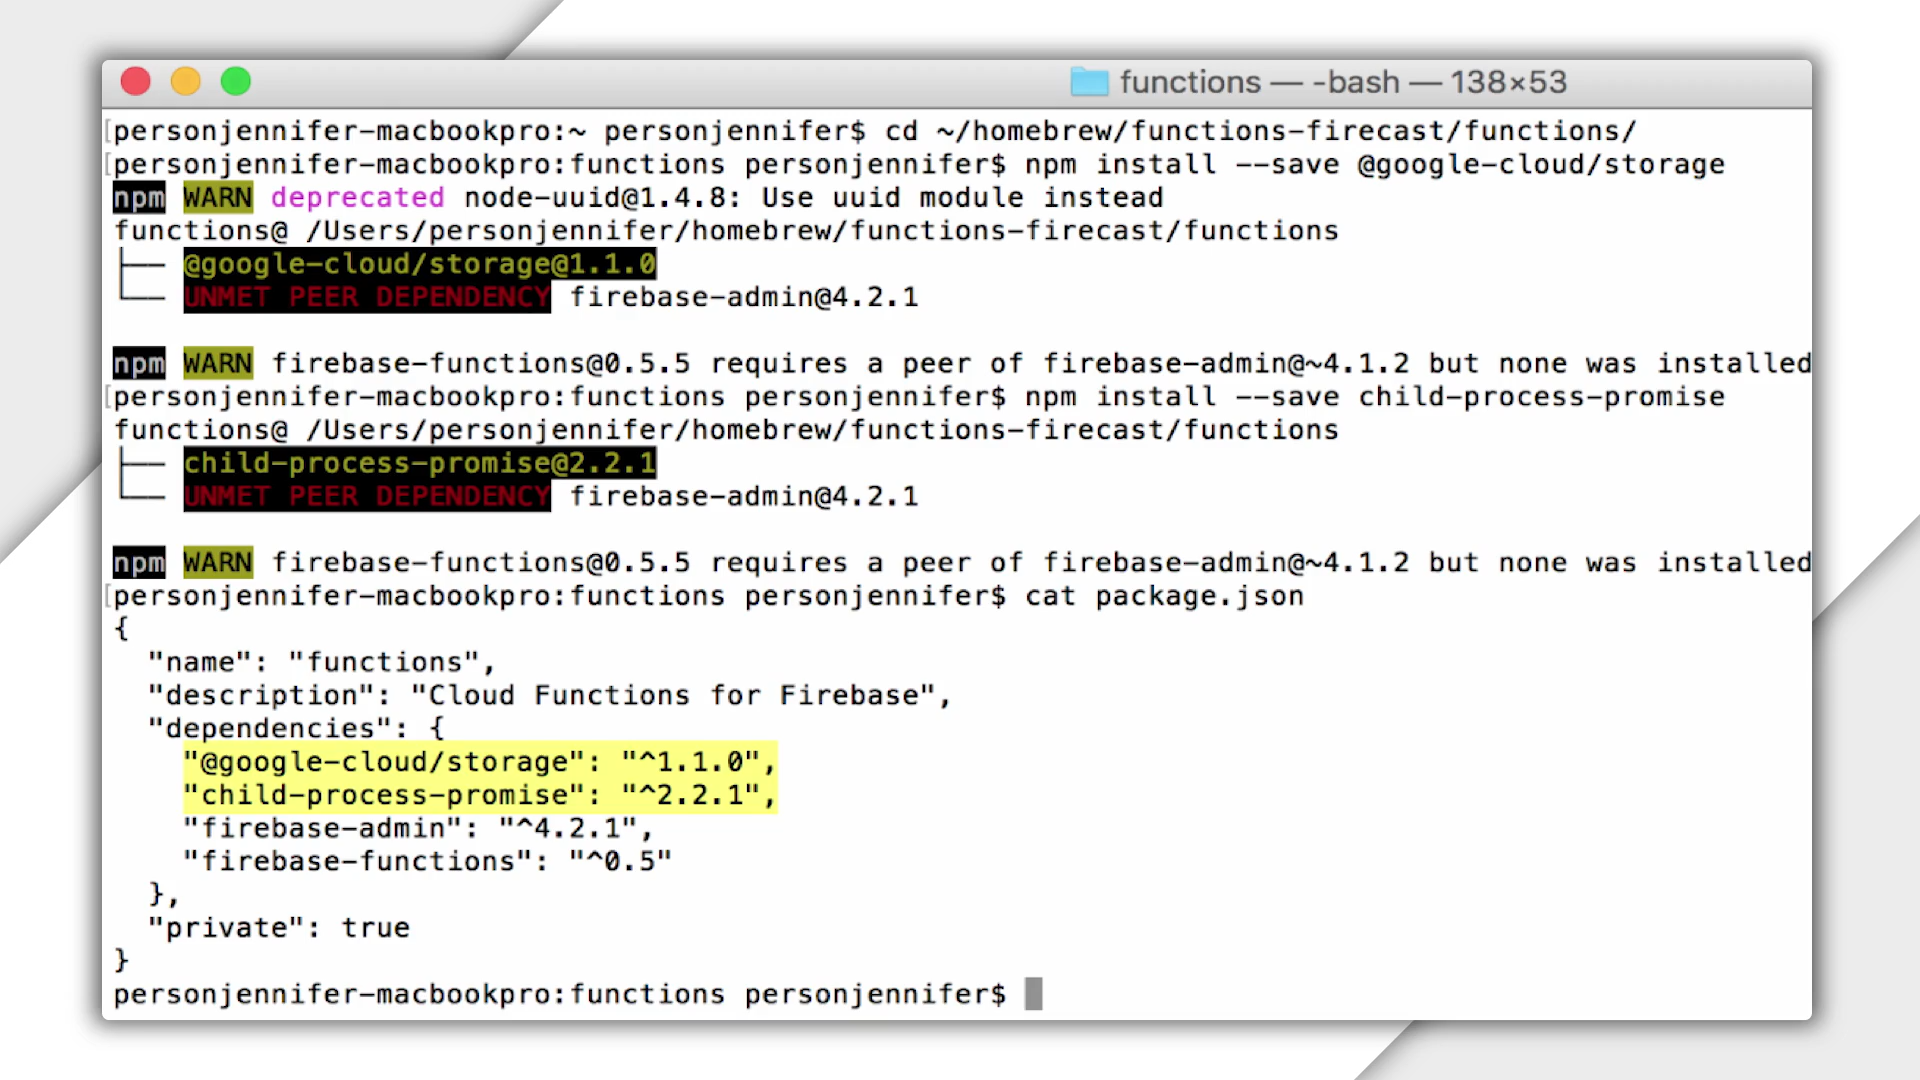 functions — -bash — 138×53
[personjennifer-macbookpro:~ personjennifer$ cd ~/homebrew/functions-firecast/functions/
[personjennifer-macbookpro:functions personjennifer$ npm install --save @google-cloud/storage
npm WARN deprecated node-uuid@1.4.8: Use uuid module instead
functions@ /Users/personjennifer/homebrew/functions-firecast/functions
├── @google-cloud/storage@1.1.0
└── UNMET PEER DEPENDENCY firebase-admin@4.2.1
npm WARN firebase-functions@0.5.5 requires a peer of firebase-admin@~4.1.2 but none was installed
[personjennifer-macbookpro:functions personjennifer$ npm install --save child-process-promise
functions@ /Users/personjennifer/homebrew/functions-firecast/functions
├── child-process-promise@2.2.1
└── UNMET PEER DEPENDENCY firebase-admin@4.2.1
npm WARN firebase-functions@0.5.5 requires a peer of firebase-admin@~4.1.2 but none was installed
[personjennifer-macbookpro:functions personjennifer$ cat package.json
{
  "name": "functions",
  "description": "Cloud Functions for Firebase",
  "dependencies": {
    "@google-cloud/storage": "^1.1.0",
    "child-process-promise": "^2.2.1",
    "firebase-admin": "^4.2.1",
    "firebase-functions": "^0.5"
  },
  "private": true
}
personjennifer-macbookpro:functions personjennifer$